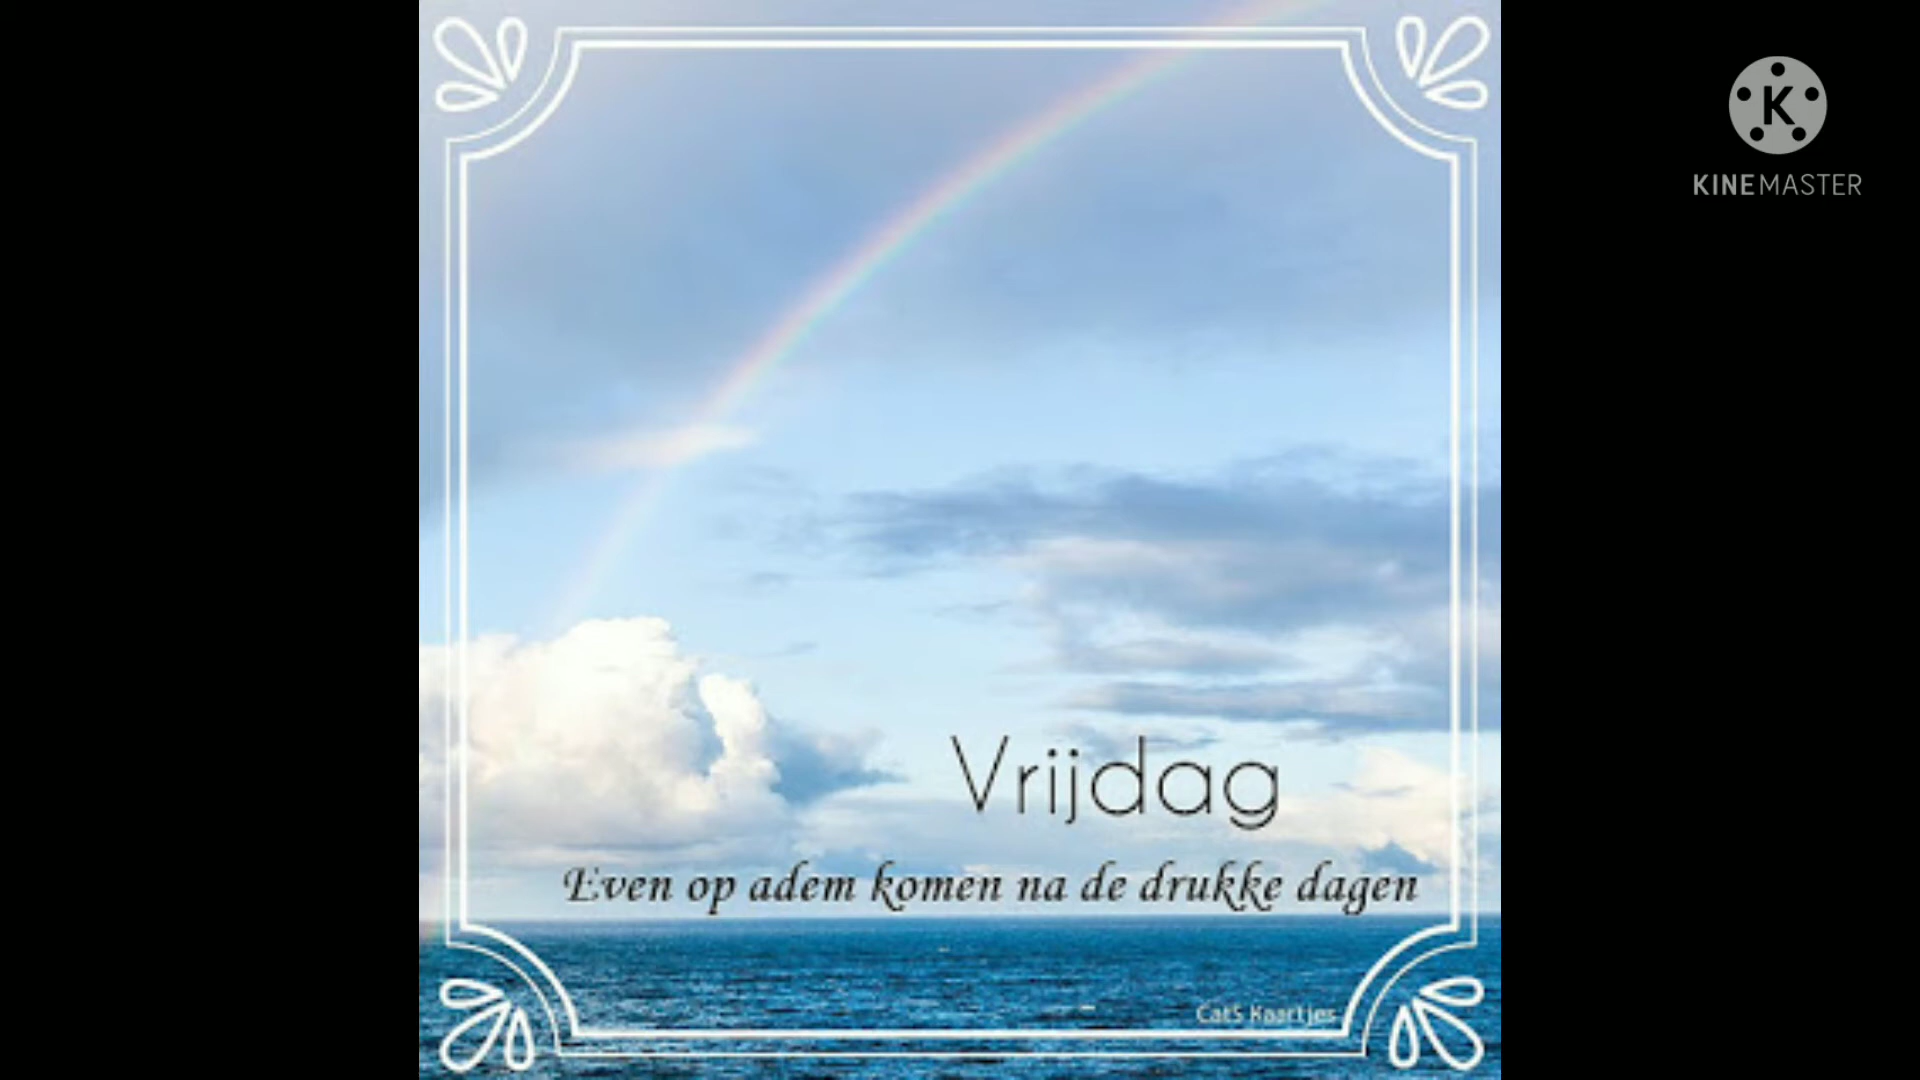 KINEMASTER
Vrijdag
Even op adem komen na de drukke dagen
CatS Kaartjes